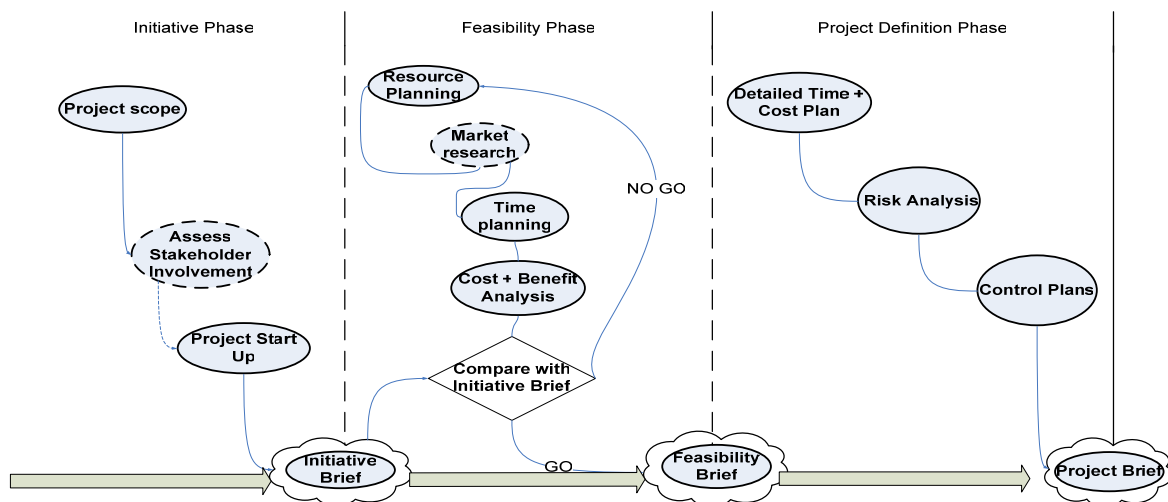 Initiative Phase
Feasibility Phase
Project Definition Phase
Project scope
Assess
Stakeholder
Involvement
Project Start
Up
Initiative
Brief
Resource
Planning
Market
research
Time
planning
Cost + Benefit
Analysis
Compare with
Initiative Brief
NO GO
GO
Feasibility
Brief
Detailed Time +
Cost Plan
Risk Analysis
Control Plans
Project Brief